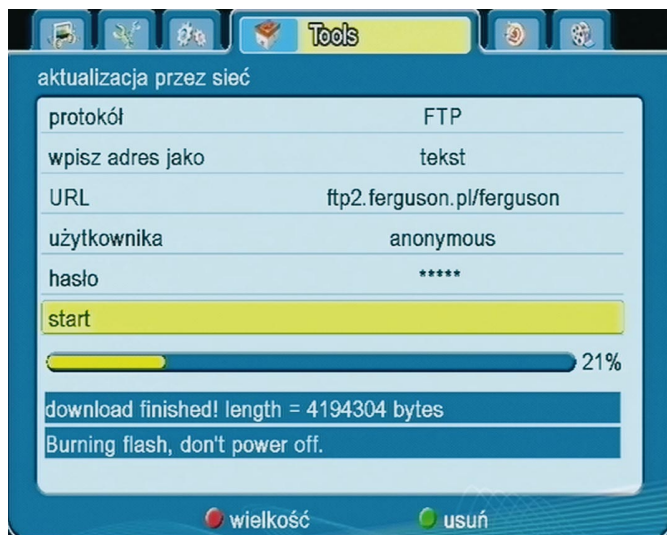 Tools
aktualizacja przez sieć
protokół FTP
wpisz adres jako tekst
URL ftp2.ferguson.pl/ferguson
użytkownika anonymous
hasło *****
start
21%
download finished! length = 4194304 bytes
Burning flash, don't power off.
wielkość usuń